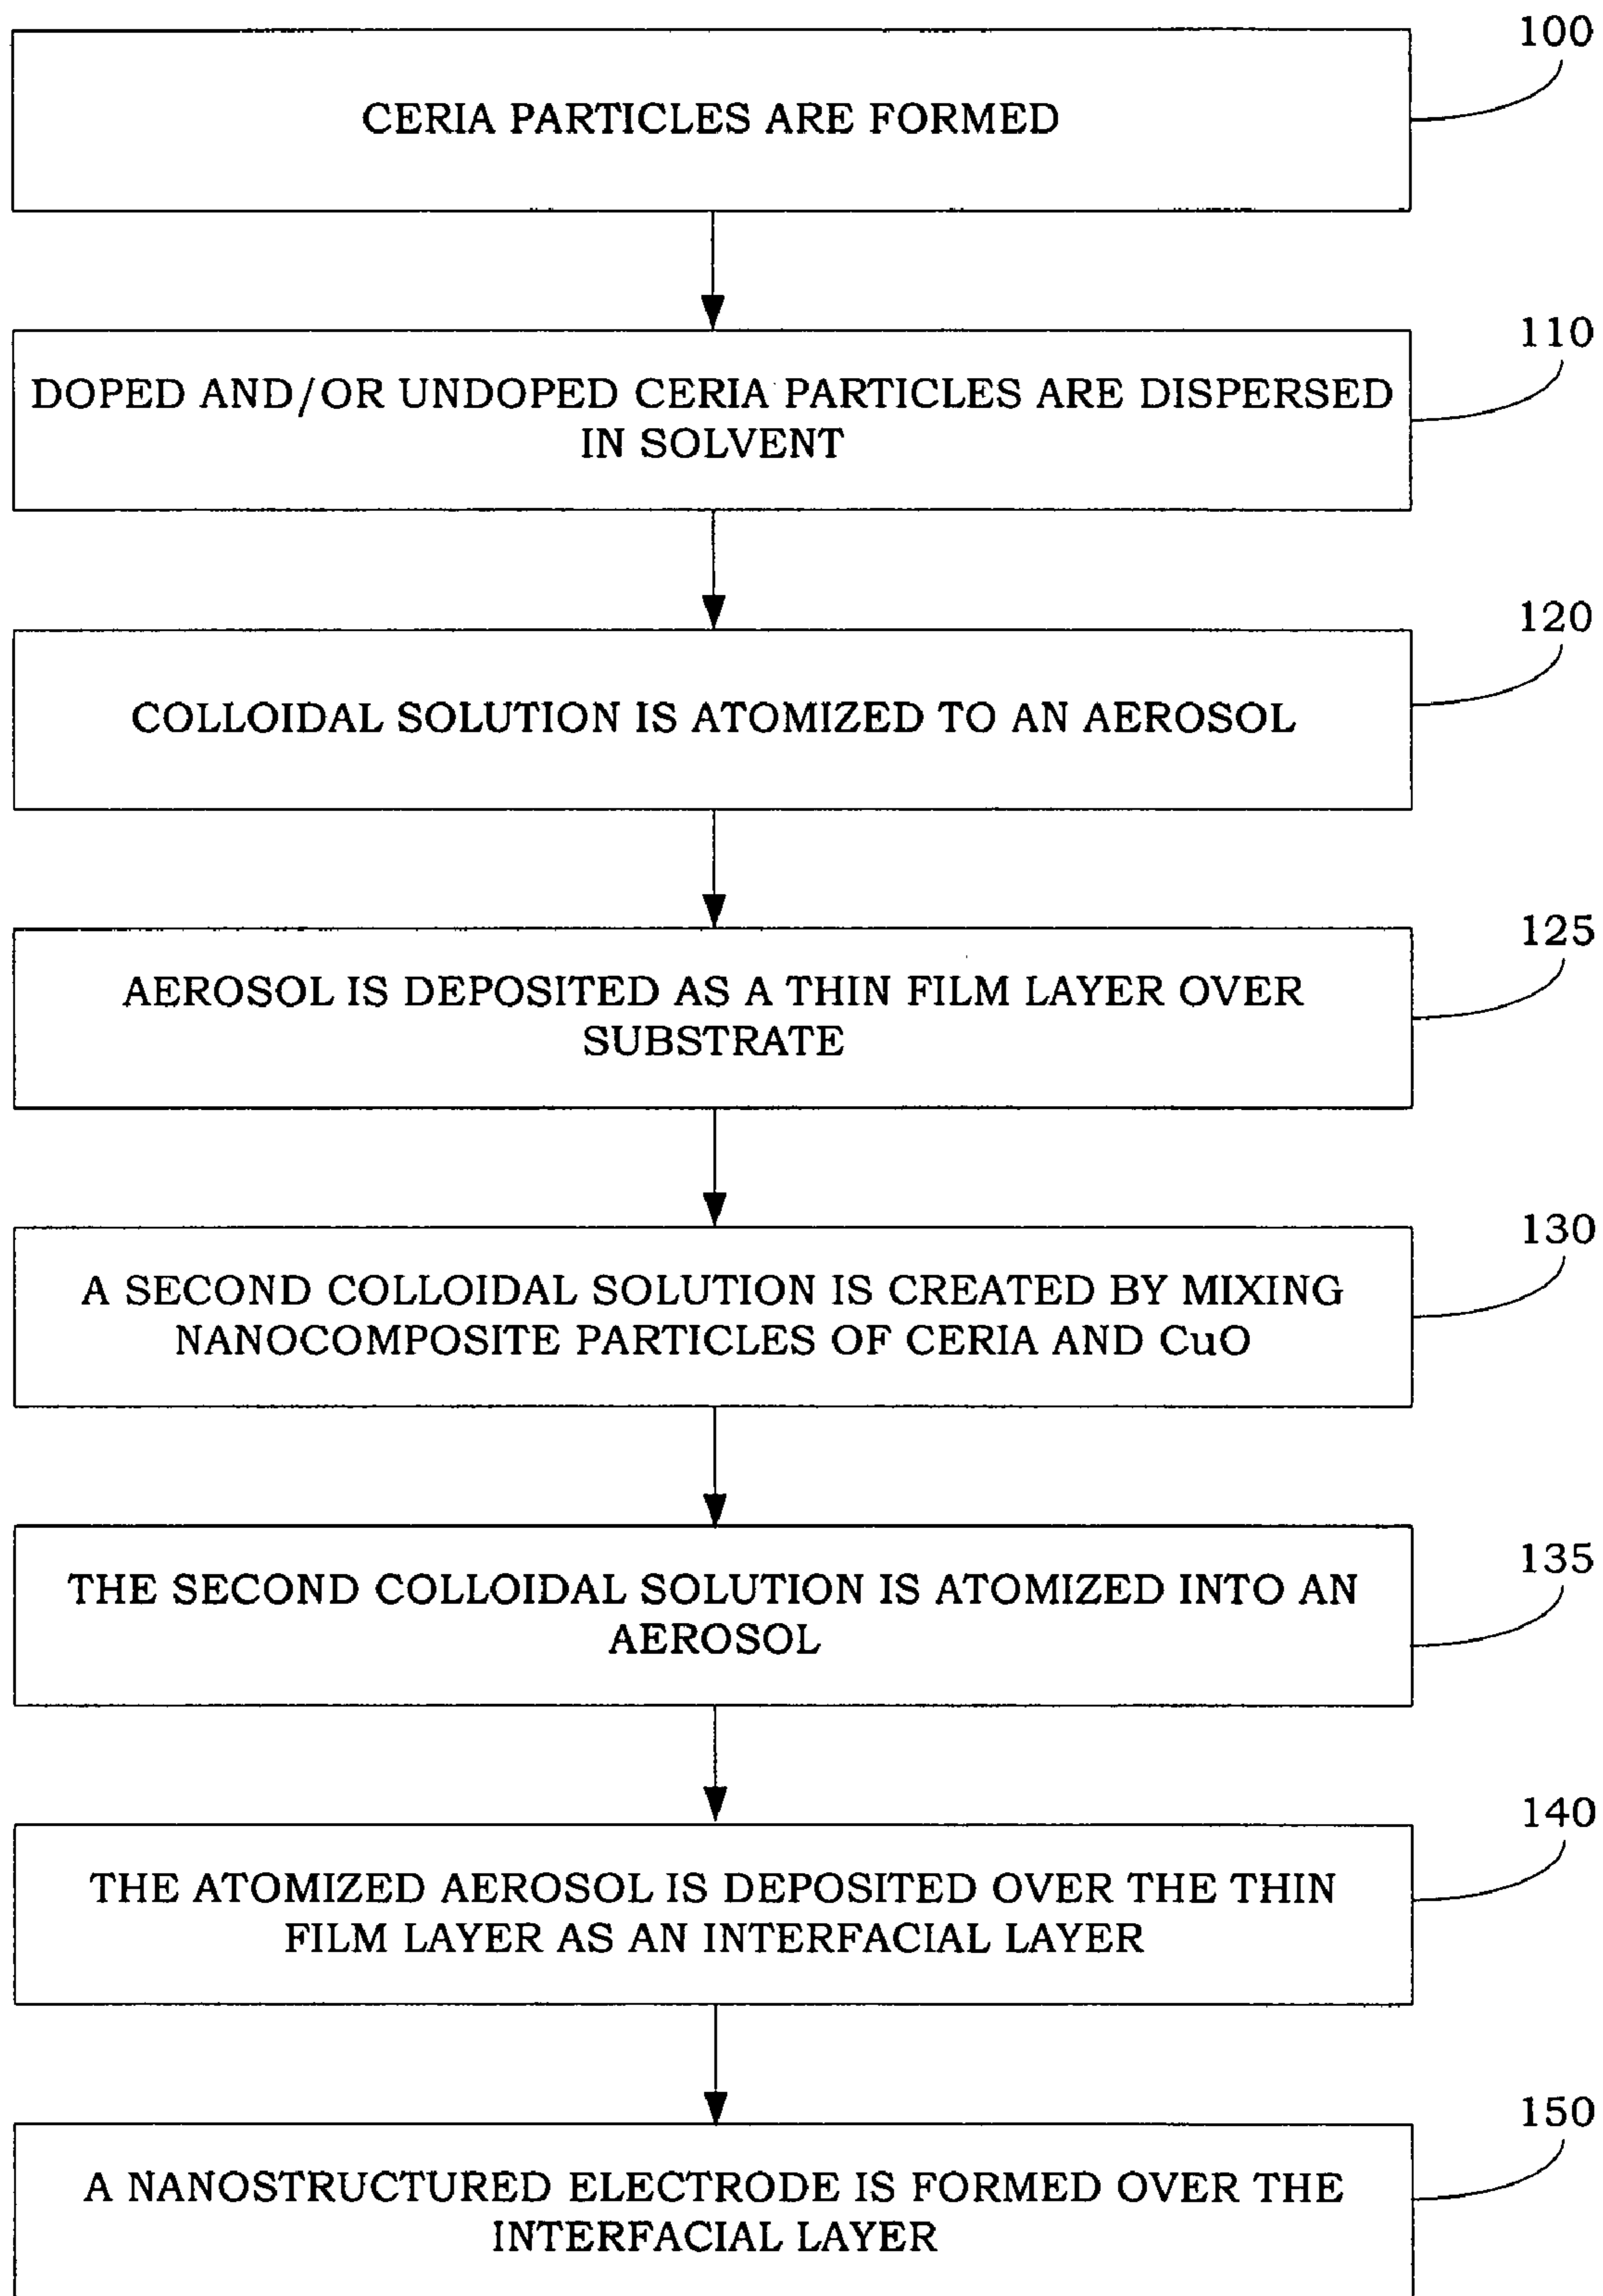 100
CERIA PARTICLES ARE FORMED
110
DOPED AND/OR UNDOPED CERIA PARTICLES ARE DISPERSED
IN SOLVENT
120
COLLOIDAL SOLUTION IS ATOMIZED TO AN AEROSOL
125
AEROSOL IS DEPOSITED AS A THIN FILM LAYER OVER
SUBSTRATE
130
A SECOND COLLOIDAL SOLUTION IS CREATED BY MIXING
NANOCOMPOSITE PARTICLES OF CERIA AND CuO
135
THE SECOND COLLOIDAL SOLUTION IS ATOMIZED INTO AN
AEROSOL
140
THE ATOMIZED AEROSOL IS DEPOSITED OVER THE THIN
FILM LAYER AS AN INTERFACIAL LAYER
150
A NANOSTRUCTURED ELECTRODE IS FORMED OVER THE
INTERFACIAL LAYER